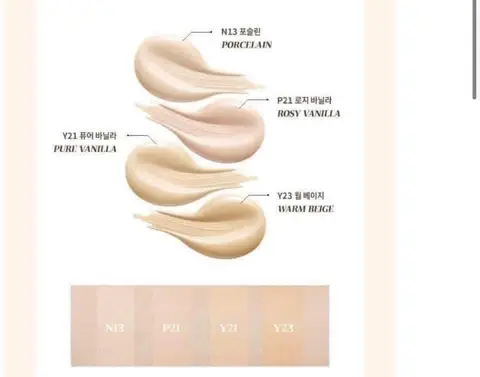 N13 포슬린
PORCELAIN
P21 로지 바닐라
ROSY VANILLA
Y21 퓨어 바닐라
PURE VANILLA
Y23 웜 베이지
WARM BEIGE
N13 P21 Y21 Y23